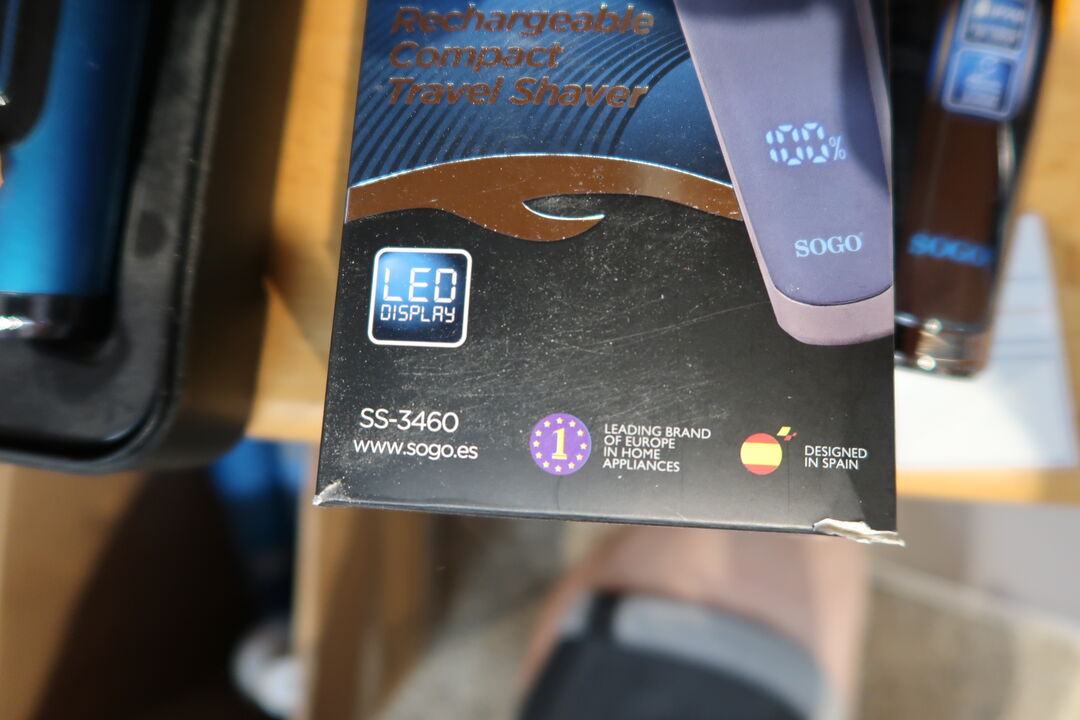 Rechargeable
Compact
Travel Shaver
00%
SOGO
SOGO
LED
DISPLAY
SS-3460
www.sogo.es
1
LEADING BRAND
OF EUROPE
IN HOME
APPLIANCES
DESIGNED
IN SPAIN